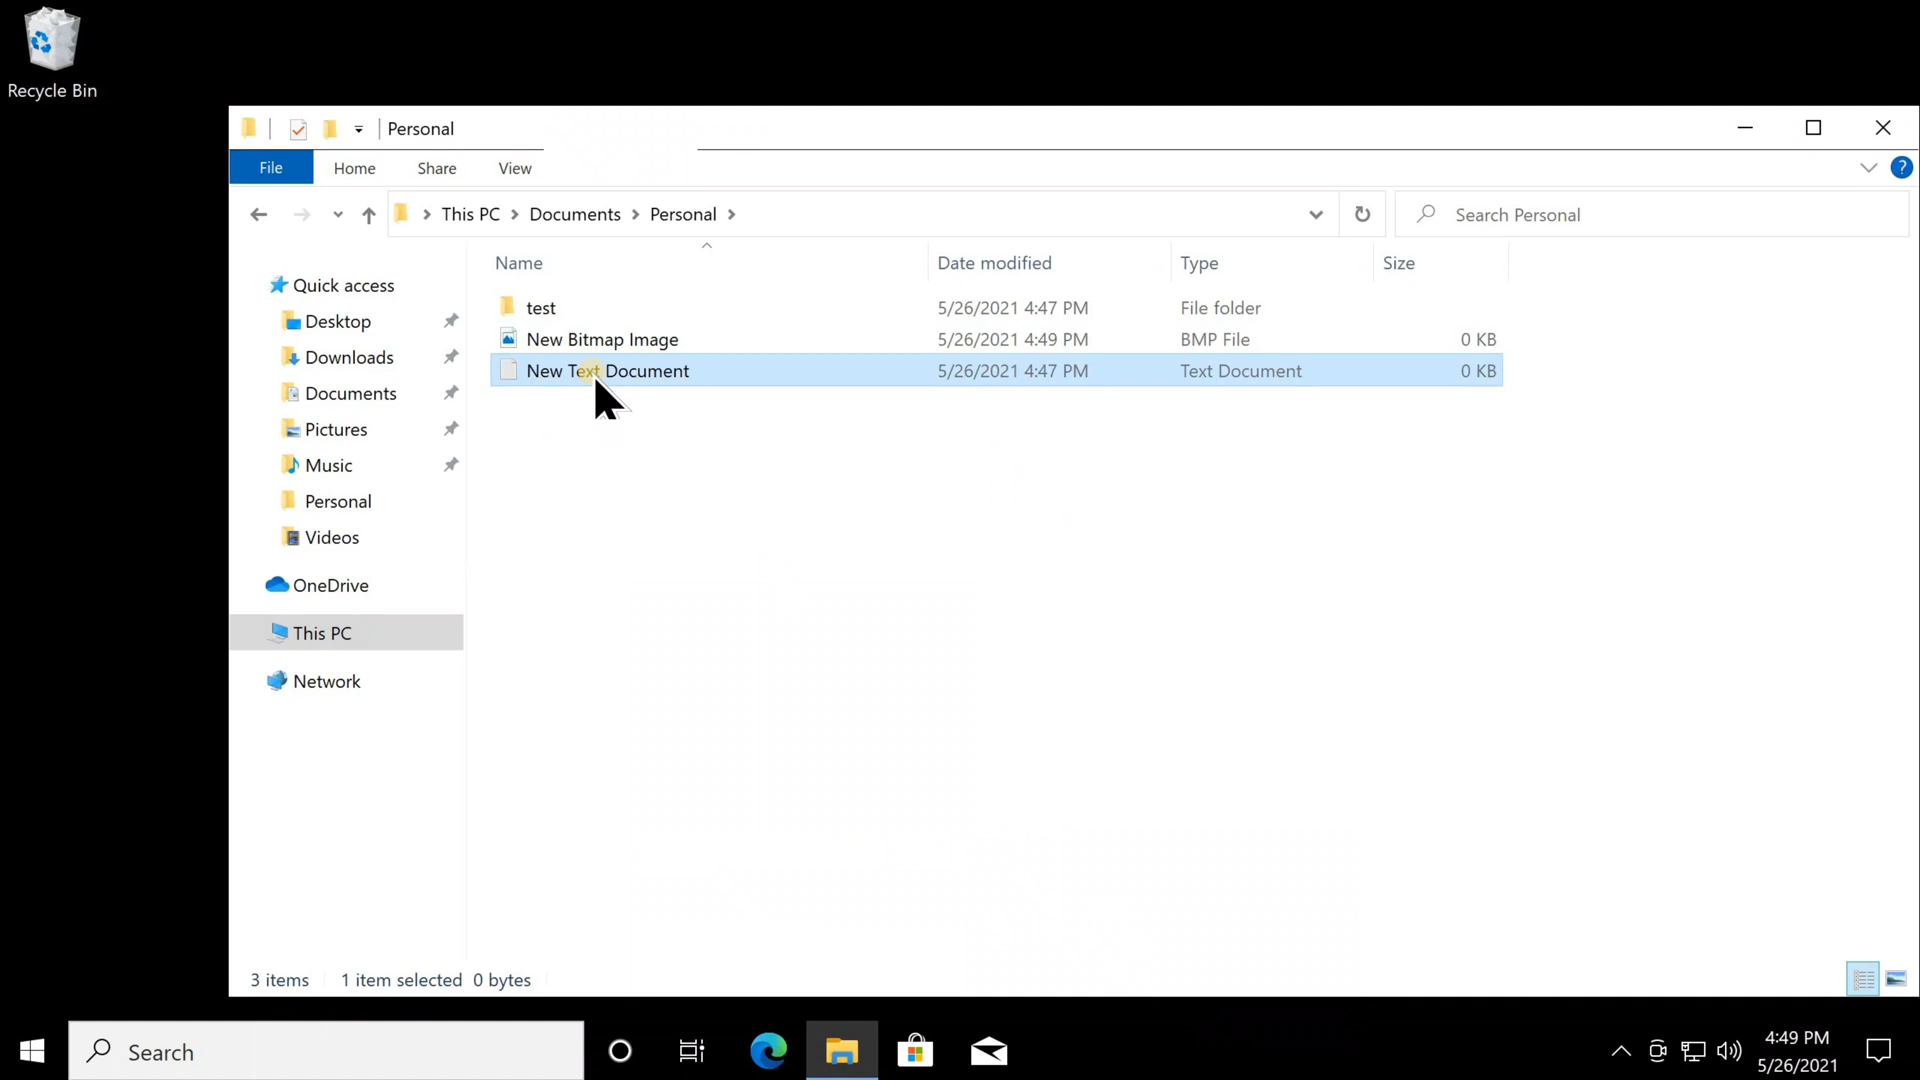 Recycle Bin
Personal
File Home Share View ?
This PC Documents Personal
Search Personal
Name Date modified Type Size
test 5/26/2021 4:47 PM File folder
New Bitmap Image 5/26/2021 4:49 PM BMP File 0 KB
New Text Document 5/26/2021 4:47 PM Text Document 0 KB
Quick access
Desktop
Downloads
Documents
Pictures
Music
Personal
Videos
OneDrive
This PC
Network
3 items 1 item selected 0 bytes
Search
4:49 PM
5/26/2021